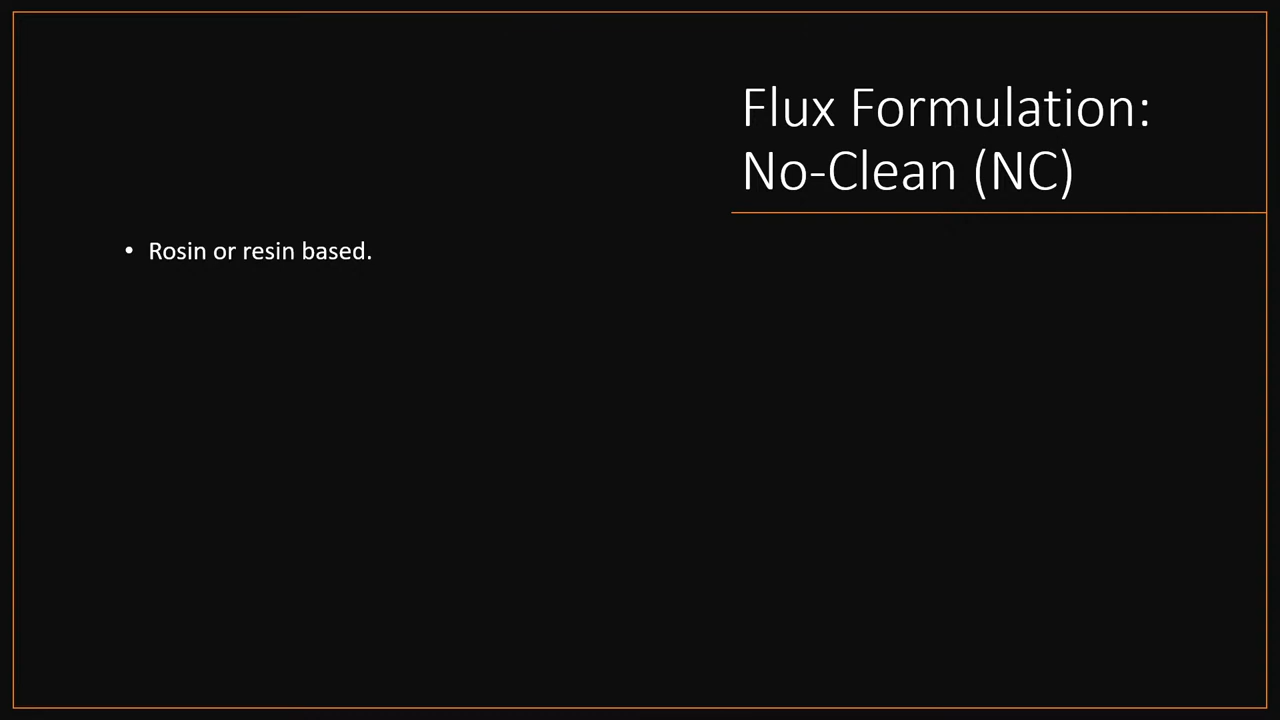 Flux Formulation:
No-Clean (NC)
• Rosin or resin based.